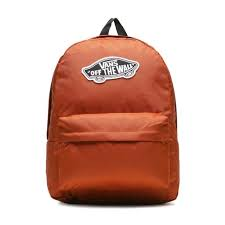 VANS
OFF THE WALL